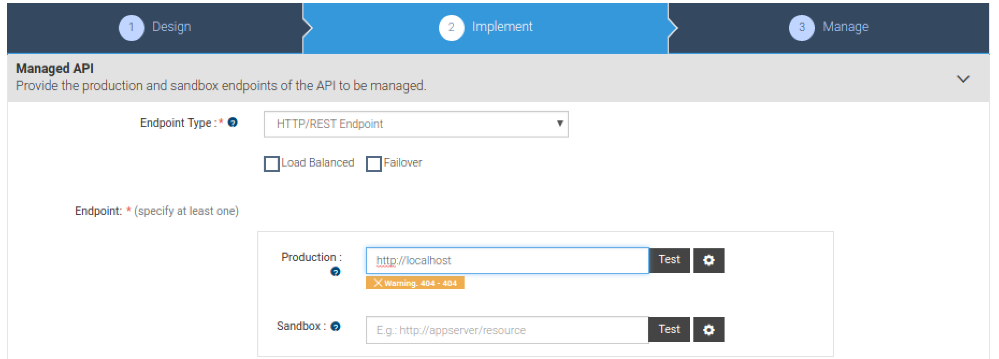 1 Design
2 Implement
3 Manage
Managed API
Provide the production and sandbox endpoints of the API to be managed.
Endpoint Type : * ?
HTTP/REST Endpoint
Load Balanced
Failover
Endpoint: * (specify at least one)
Production :
?
http://localhost
Test
Warning. 404 - 404
Sandbox : ?
E.g.: http://appserver/resource
Test